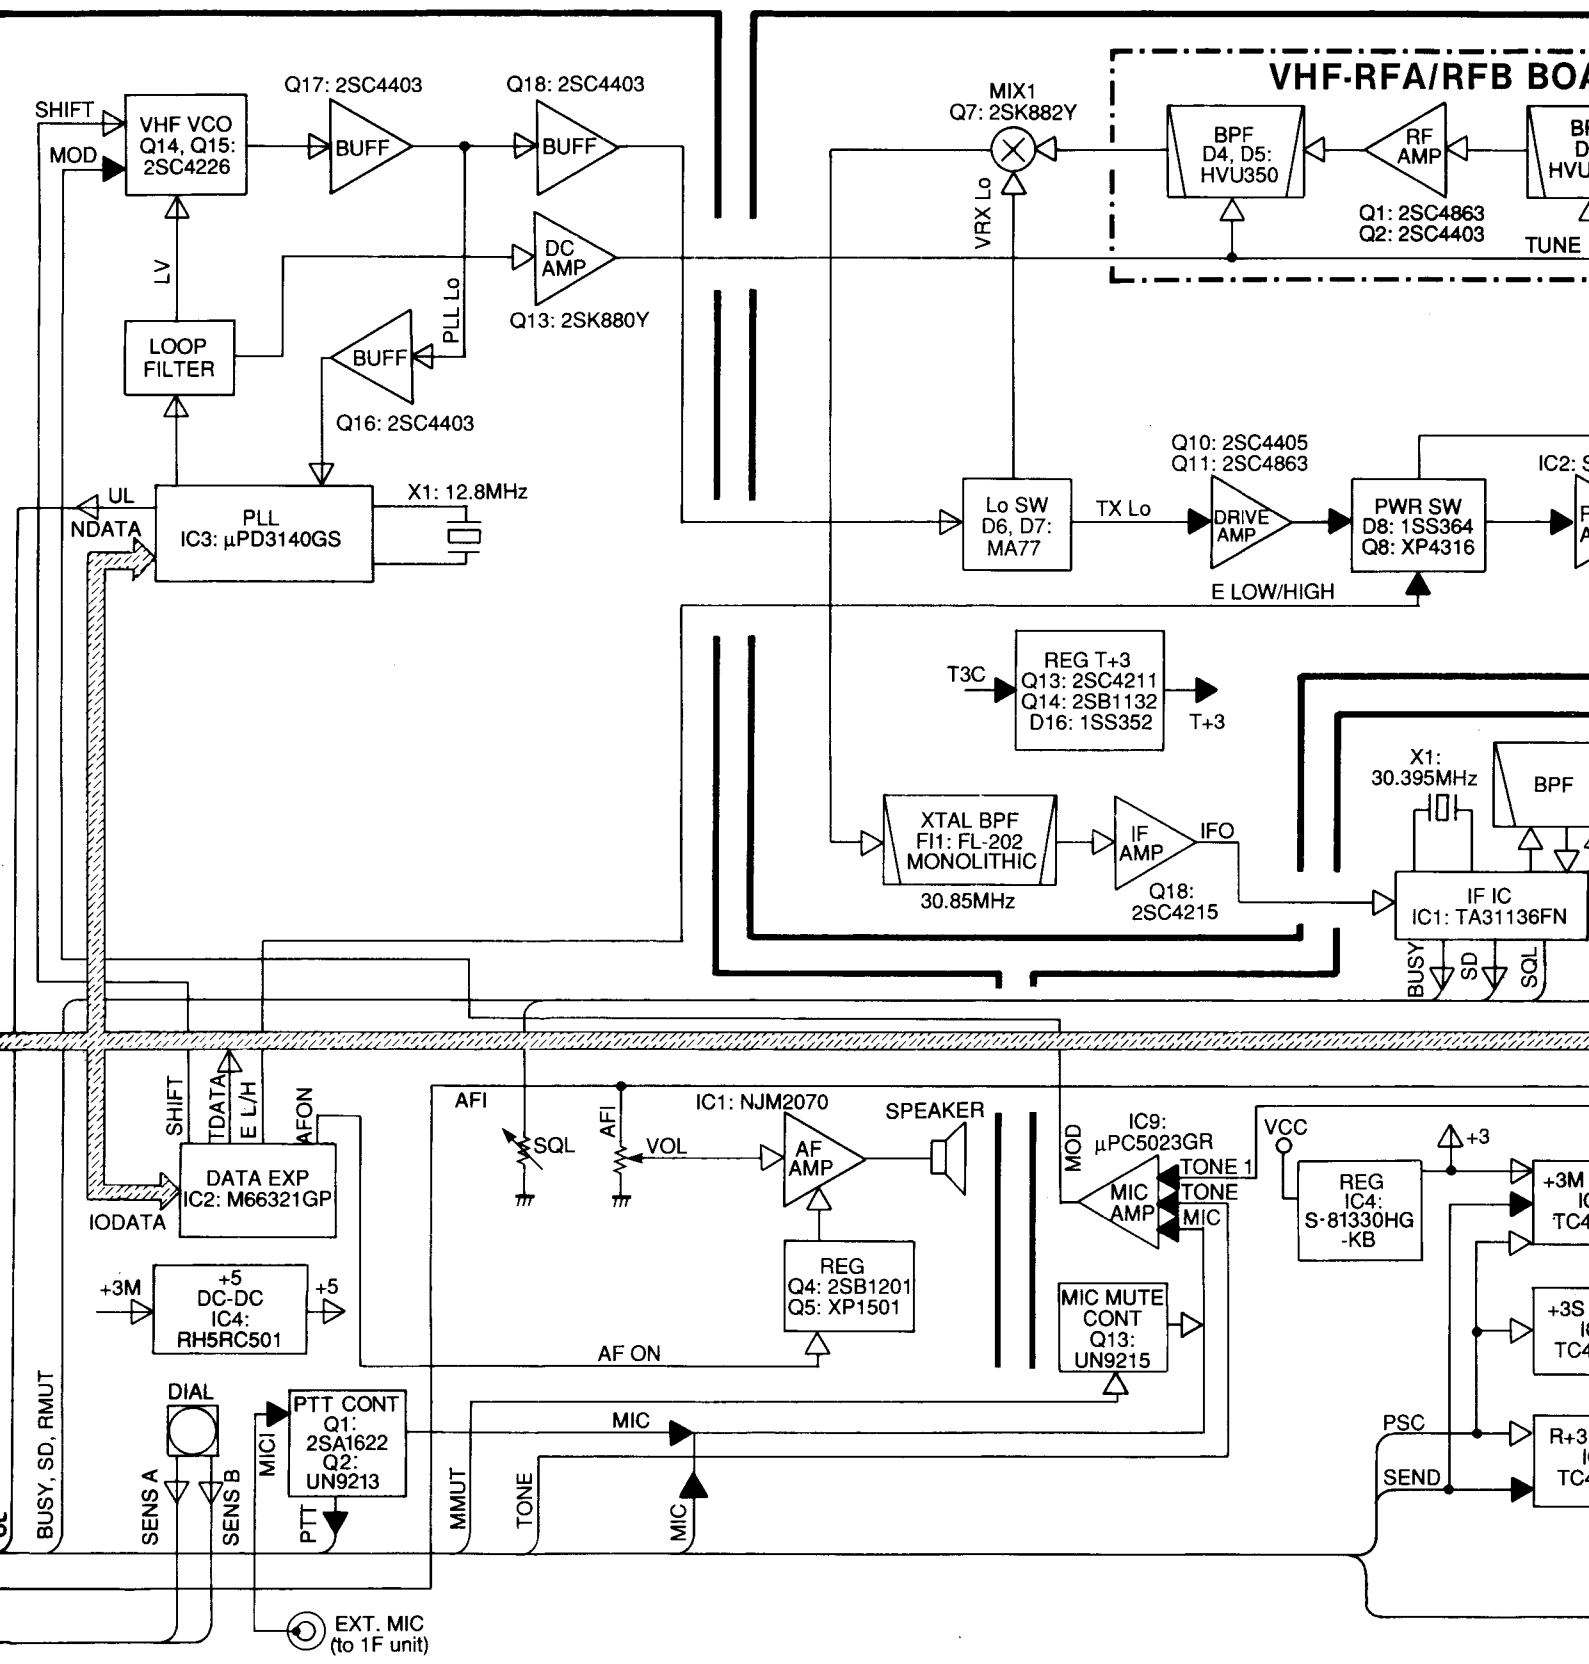 VHF-RFA/RFB BOA
Q17: 2SC4403
Q18: 2SC4403
MIX1
Q7: 2SK882Y
SHIFT
MOD
VHF VCO
Q14, Q15:
2SC4226
BUFF
BUFF
BPF
D4, D5:
HVU350
RF
AMP
HVU
Q1: 2SC4863
Q2: 2SC4403
TUNE
VRX Lo
LV
DC
AMP
PLL Lo
Q13: 2SK880Y
LOOP
FILTER
BUFF
Q16: 2SC4403
UL
NDATA
PLL
IC3: µPD3140GS
X1: 12.8MHz
Q10: 2SC4405
Q11: 2SC4863
IC2: S
Lo SW
D6, D7:
MA77
TX Lo
DRIVE
AMP
PWR SW
D8: 1SS364
Q8: XP4316
E LOW/HIGH
T3C
REG T+3
Q13: 2SC4211
Q14: 2SB1132
D16: 1SS352
T+3
X1:
30.395MHz
BPF
XTAL BPF
FI1: FL-202
MONOLITHIC
30.85MHz
IF
AMP
IFO
Q18:
2SC4215
IF IC
IC1: TA31136FN
BUSY
SD
SQL
SHIFT
TDATA
E L/H
AFON
DATA EXP
IC2: M66321GP
IODATA
AFI
SQL
AFI
VOL
IC1: NJM2070
AF
AMP
SPEAKER
REG
Q4: 2SB1201
Q5: XP1501
AF ON
MOD
IC9:
µPC5023GR
MIC
AMP
TONE 1
TONE
MIC
VCC
REG
IC4:
S-81330HG
-KB
+3
+3M
IC
TC4
+3S
IC
TC4
R+3
TC4
MIC MUTE
CONT
Q13:
UN9215
+3M
+5
DC-DC
IC4:
RH5RC501
+5
BUSY, SD, RMUT
DIAL
SENS A
SENS B
MICI
PTT CONT
Q1:
2SA1622
Q2:
UN9213
PTT
MIC
MMUT
TONE
MIC
PSC
SEND
EXT. MIC
(to 1F unit)